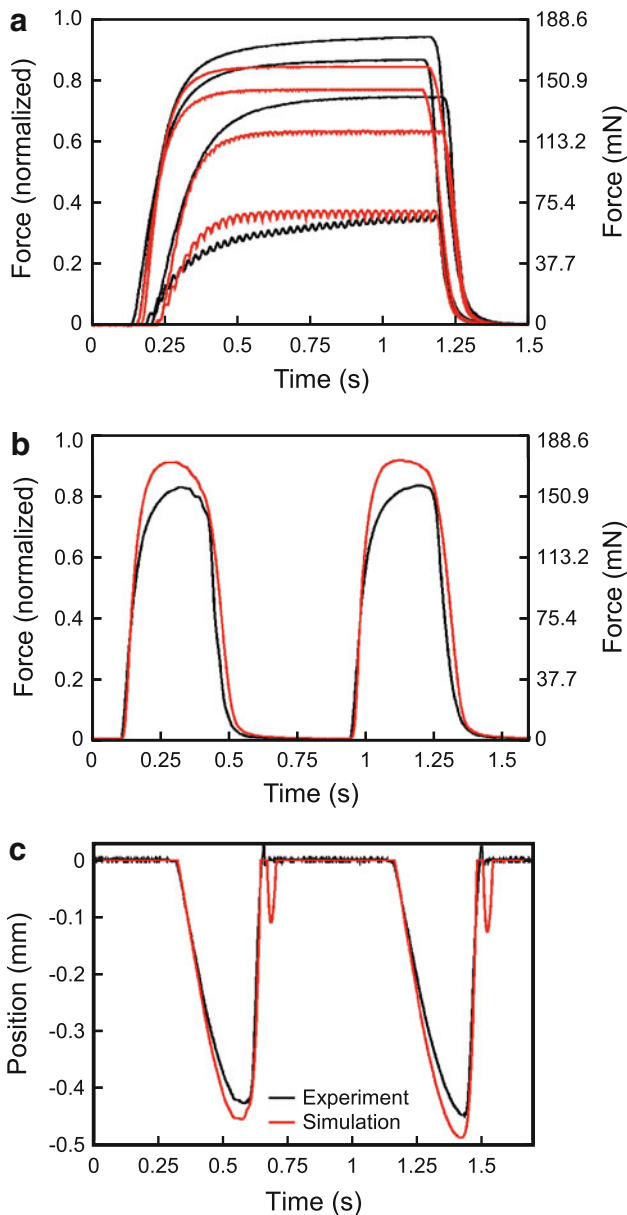 a
1.0
0.8
0.6
0.4
0.2
0
Force (normalized)
188.6
150.9
113.2
75.4
37.7
0
Force (mN)
0 0.25 0.5 0.75 1 1.25 1.5
Time (s)
b
1.0
0.8
0.6
0.4
0.2
0
Force (normalized)
188.6
150.9
113.2
75.4
37.7
0
Force (mN)
0 0.25 0.5 0.75 1 1.25 1.5
Time (s)
c
0
-0.1
-0.2
-0.3
-0.4
-0.5
Position (mm)
Experiment
Simulation
0 0.25 0.5 0.75 1 1.25 1.5
Time (s)